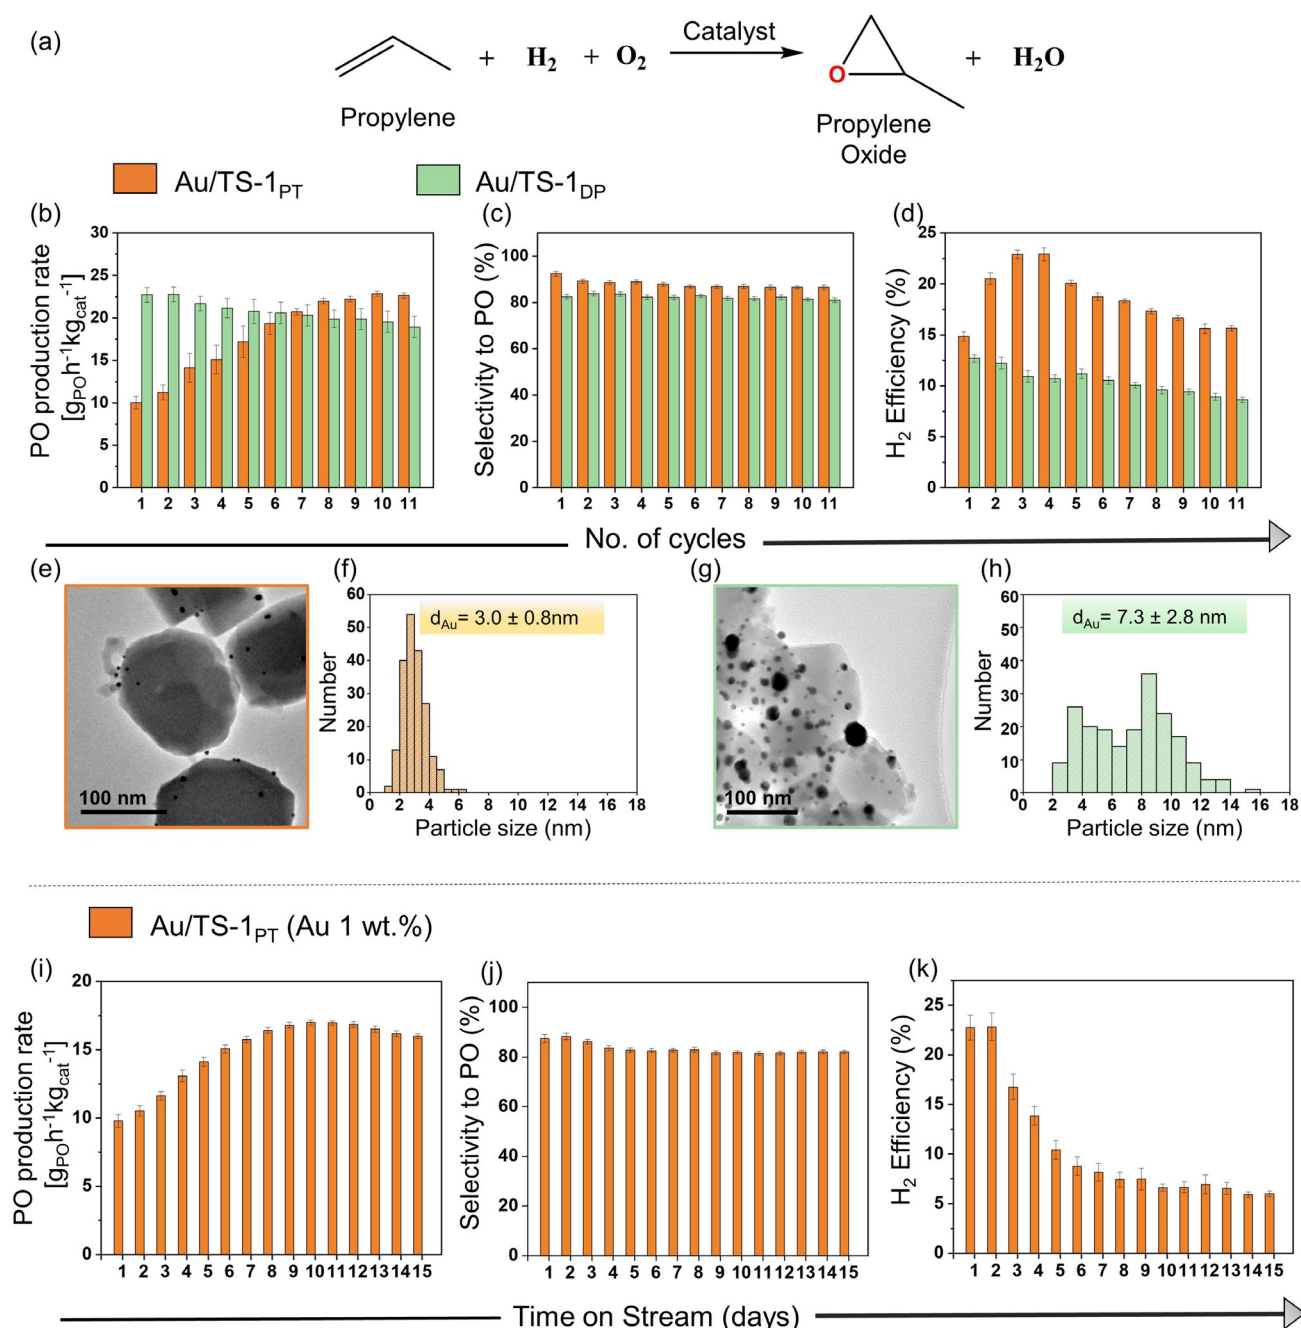 (a)
+ H₂ + O₂ Catalyst + H₂O
O
Propylene
Propylene
Oxide
Au/TS-1PT
Au/TS-1DP
(b)
PO production rate
[gPOh⁻¹kgcat⁻¹]
30
25
20
15
10
5
0
1 2 3 4 5 6 7 8 9 10 11
(c)
Selectivity to PO (%)
100
80
60
40
20
0
1 2 3 4 5 6 7 8 9 10 11
(d)
H₂ Efficiency (%)
25
20
15
10
5
0
1 2 3 4 5 6 7 8 9 10 11
No. of cycles
(e)
100 nm
(f)
dAu= 3.0 ± 0.8nm
Number
60
50
40
30
20
10
0
0 2 4 6 8 10 12 14 16 18
Particle size (nm)
(g)
100 nm
(h)
dAu= 7.3 ± 2.8 nm
Number
60
50
40
30
20
10
0
0 2 4 6 8 10 12 14 16 18
Particle size (nm)
Au/TS-1PT (Au 1 wt.%)
(i)
PO production rate
[gPOh⁻¹kgcat⁻¹]
20
15
10
5
0
1 2 3 4 5 6 7 8 9 10 11 12 13 14 15
(j)
Selectivity to PO (%)
100
80
60
40
20
0
1 2 3 4 5 6 7 8 9 10 11 12 13 14 15
(k)
H₂ Efficiency (%)
25
20
15
10
5
0
1 2 3 4 5 6 7 8 9 10 11 12 13 14 15
Time on Stream (days)